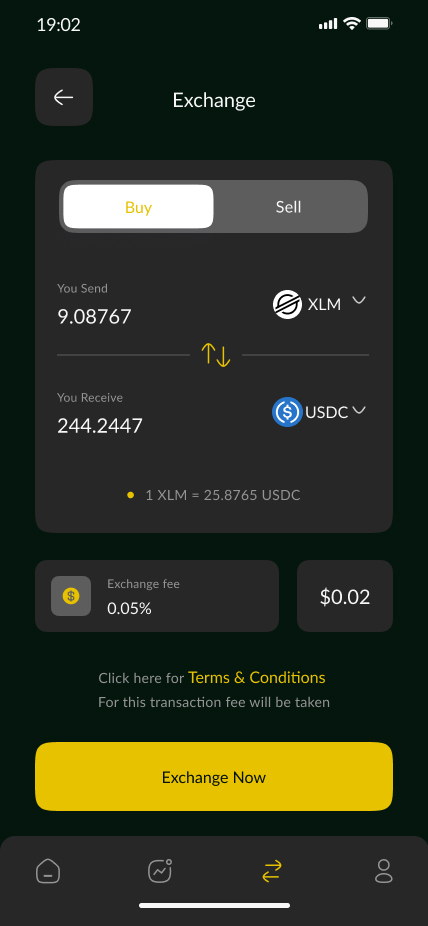 19:02
Exchange
Buy
Sell
You Send
9.08767
XLM
You Receive
244.2447
USDC
1 XLM = 25.8765 USDC
Exchange fee
0.05%
$0.02
Click here for Terms & Conditions
For this transaction fee will be taken
Exchange Now